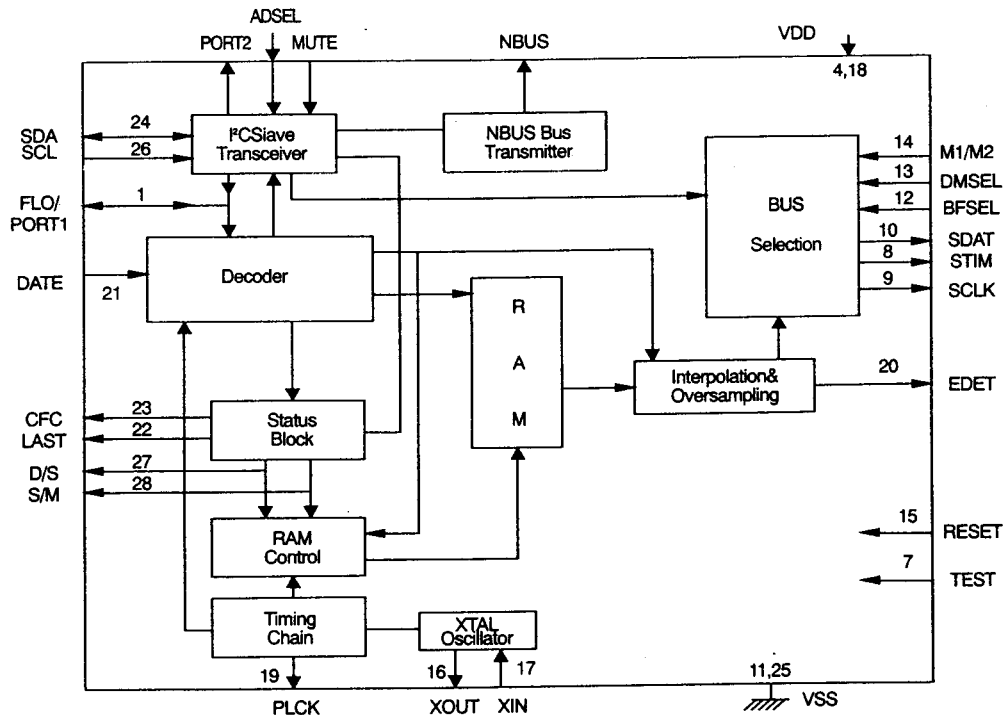 ADSEL
PORT2
MUTE
NBUS
VDD
4,18
SDA
24
SCL
26
I²CSlave
Transceiver
NBUS Bus
Transmitter
BUS
Selection
14
M1/M2
13
DMSEL
12
BFSEL
10
SDAT
8
STIM
9
SCLK
FLO/
PORT1
1
DATE
21
Decoder
R
A
M
Interpolation&
Oversampling
20
EDET
CFC
23
LAST
22
D/S
27
S/M
28
Status
Block
RAM
Control
Timing
Chain
XTAL
Oscillator
15
RESET
7
TEST
19
PLCK
16
XOUT
17
XIN
11,25
VSS